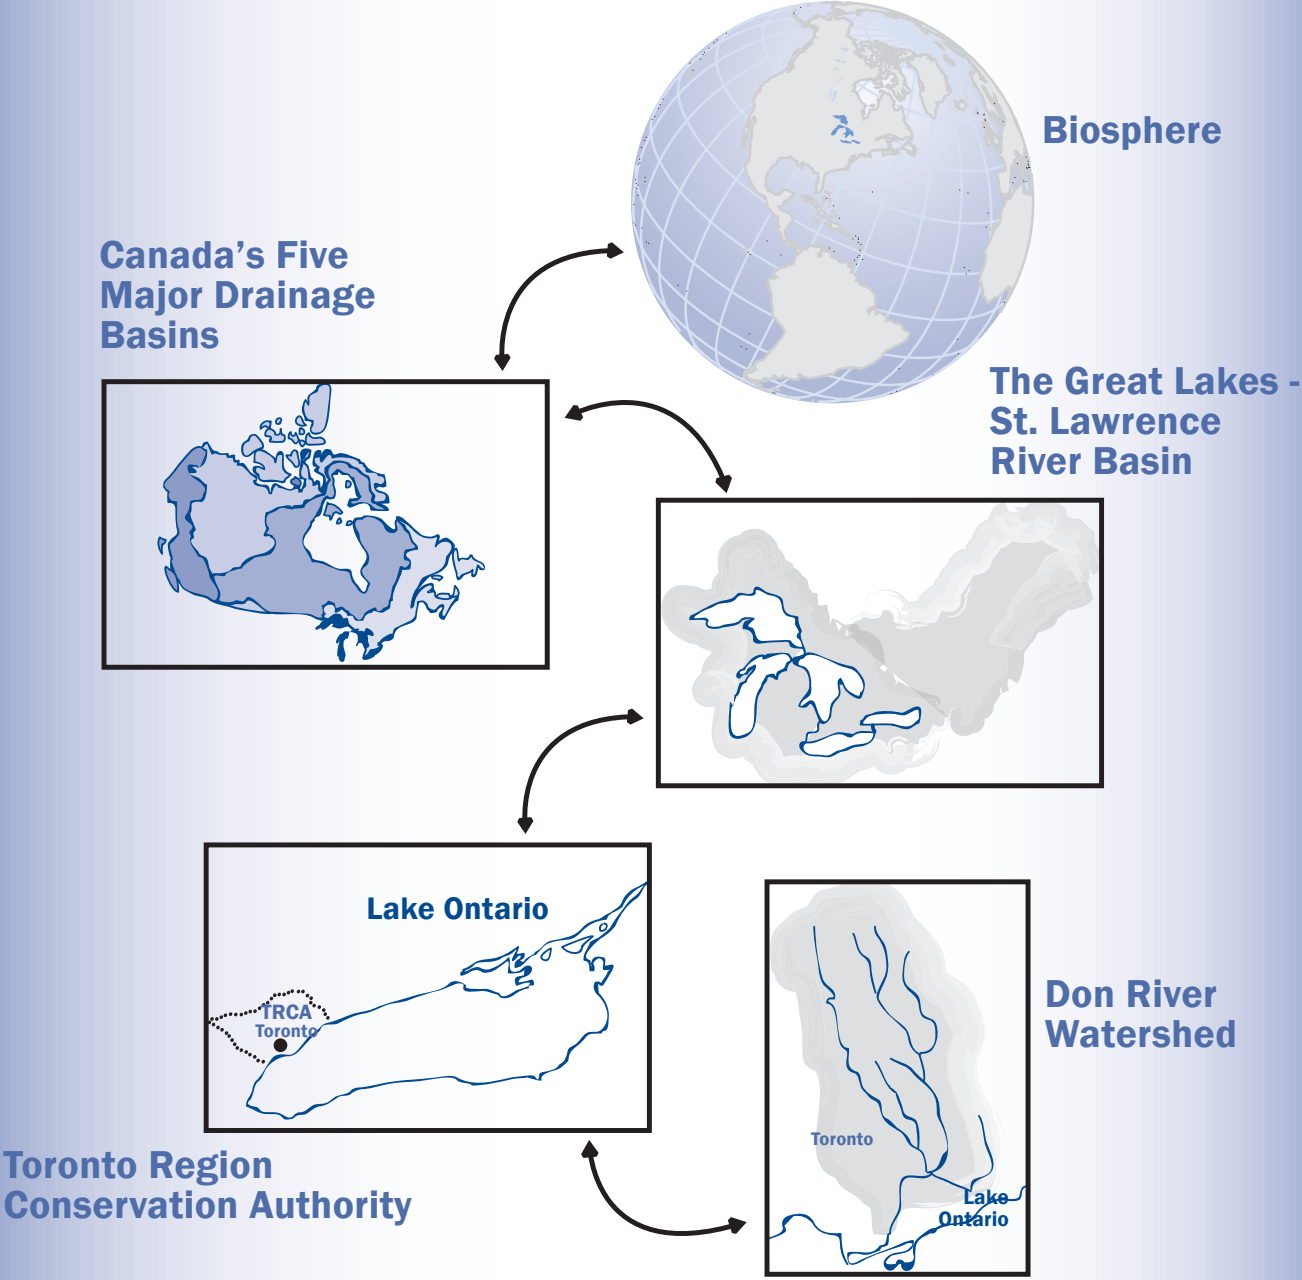 Biosphere
Canada’s Five
Major Drainage
Basins
The Great Lakes -
St. Lawrence
River Basin
Lake Ontario
TRCA
Toronto
Toronto Region
Conservation Authority
Don River
Watershed
Toronto
Lake
Ontario